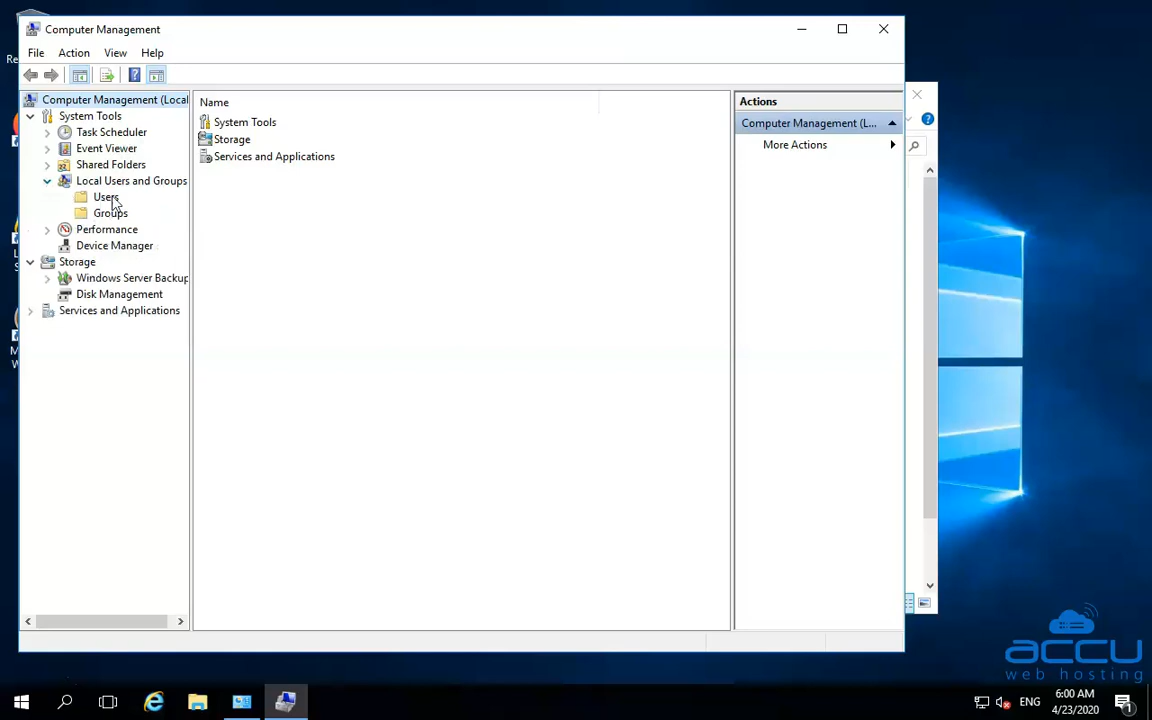 Computer Management
File Action View Help
Computer Management (Local
System Tools
Task Scheduler
Event Viewer
Shared Folders
Local Users and Groups
Users
Groups
Performance
Device Manager
Storage
Windows Server Backup
Disk Management
Services and Applications
Name
System Tools
Storage
Services and Applications
Actions
Computer Management (L...
More Actions
accu
web hosting
ENG
6:00 AM
4/23/2020
1